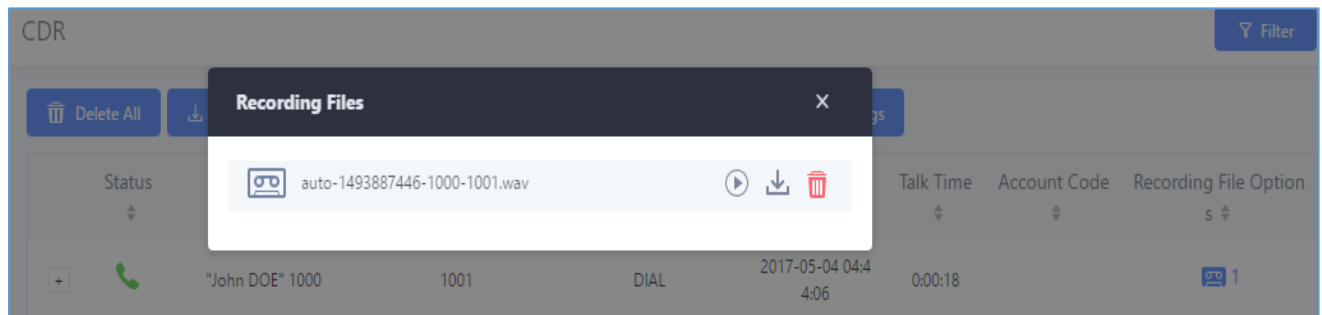 CDR
Filter
Delete All
Recording Files
X
gs
auto-1493887446-1000-1001.wav
Status
Talk Time
Account Code
Recording File Option
s
+
"John DOE" 1000
1001
DIAL
2017-05-04 04:4
4:06
0:00:18
1